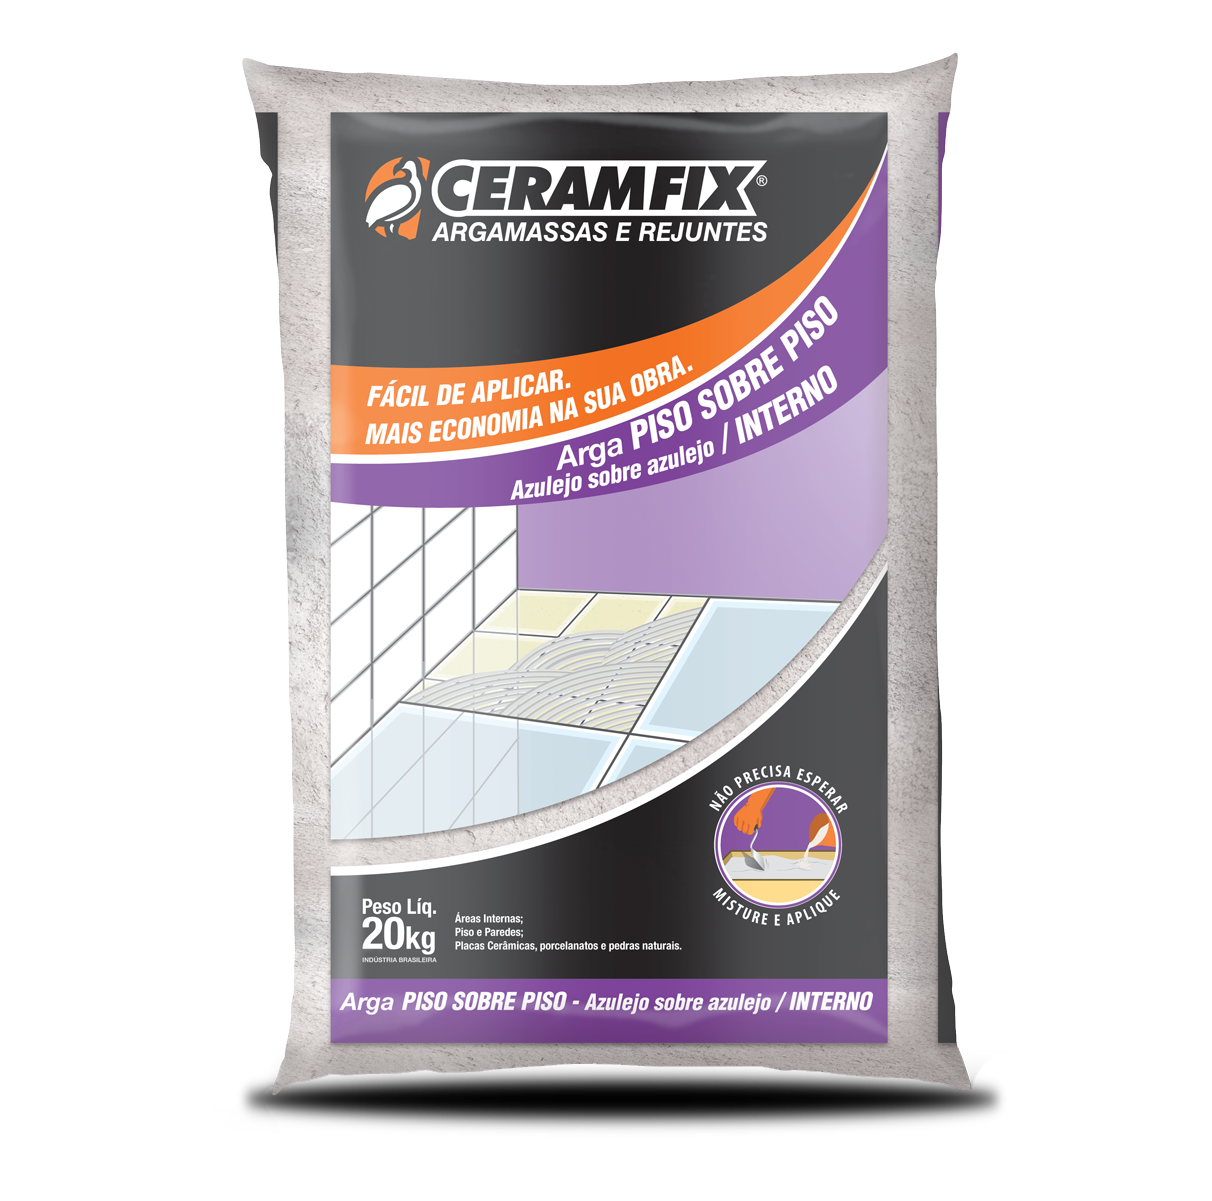 CERAMFIX®
ARGAMASSAS E REJUNTES
FÁCIL DE APLICAR.
MAIS ECONOMIA NA SUA OBRA.
Arga PISO SOBRE PISO
Azulejo sobre azulejo / INTERNO
NÃO PRECISA ESPERAR
MISTURE E APLIQUE
Peso Líq.
20kg
INDÚSTRIA BRASILEIRA
Áreas Internas;
Piso e Paredes;
Placas Cerâmicas, porcelanatos e pedras naturais.
Arga PISO SOBRE PISO - Azulejo sobre azulejo / INTERNO